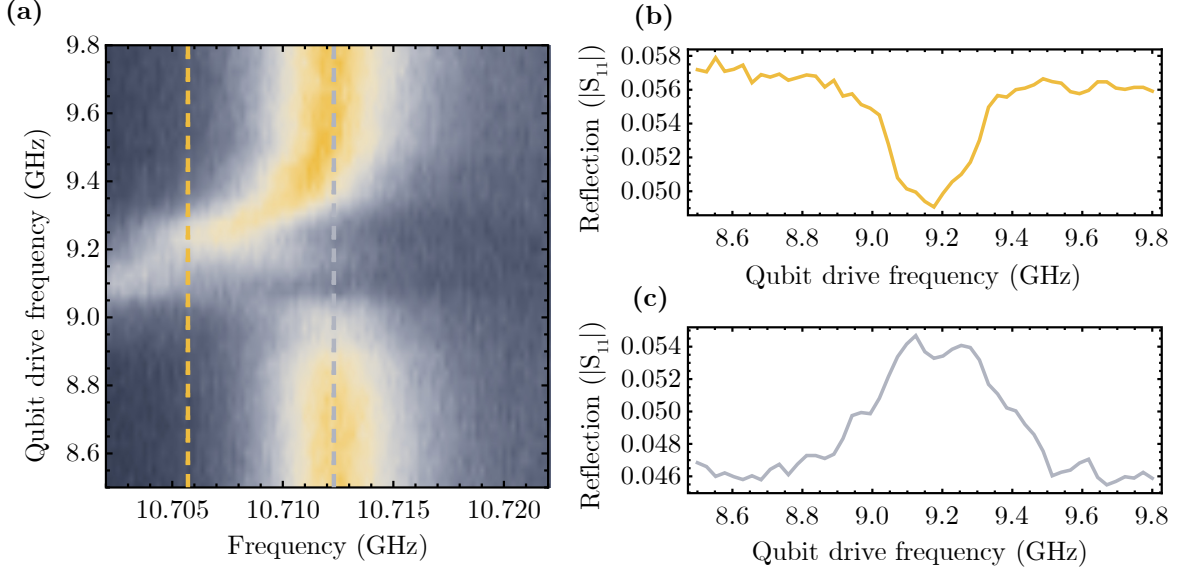 (a)
Qubit drive frequency (GHz)
9.8
9.6
9.4
9.2
9.0
8.8
8.6
10.705 10.710 10.715 10.720
Frequency (GHz)
(b)
Reflection (|S11|)
0.058
0.056
0.054
0.052
0.050
8.6 8.8 9.0 9.2 9.4 9.6 9.8
Qubit drive frequency (GHz)
(c)
Reflection (|S11|)
0.054
0.052
0.050
0.048
0.046
8.6 8.8 9.0 9.2 9.4 9.6 9.8
Qubit drive frequency (GHz)